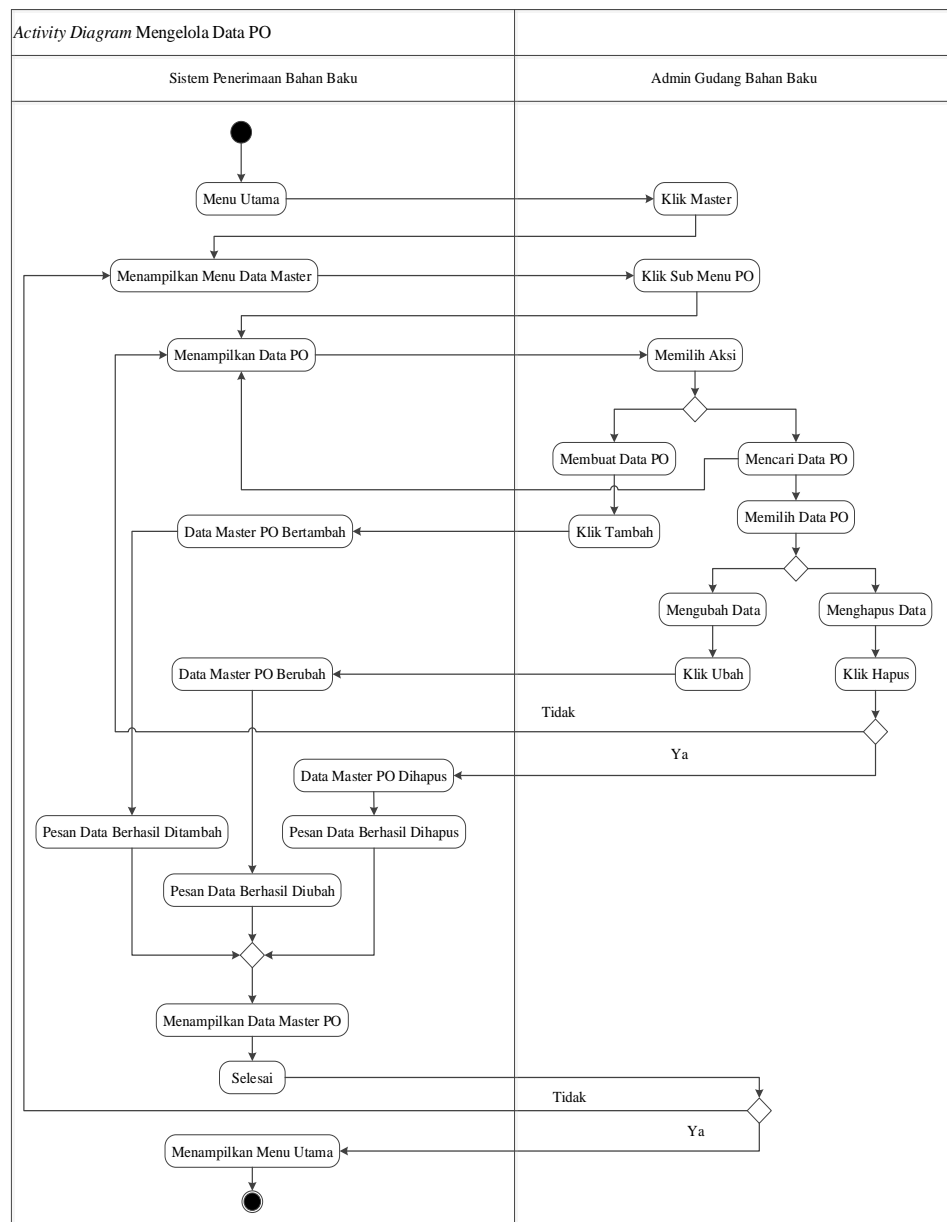 Activity Diagram Mengelola Data PO
Sistem Penerimaan Bahan Baku
Admin Gudang Bahan Baku
Menu Utama
Klik Master
Menampilkan Menu Data Master
Klik Sub Menu PO
Menampilkan Data PO
Memilih Aksi
Membuat Data PO
Mencari Data PO
Memilih Data PO
Data Master PO Bertambah
Klik Tambah
Mengubah Data
Menghapus Data
Data Master PO Berubah
Klik Ubah
Klik Hapus
Tidak
Ya
Data Master PO Dihapus
Pesan Data Berhasil Ditambah
Pesan Data Berhasil Dihapus
Pesan Data Berhasil Diubah
Menampilkan Data Master PO
Selesai
Tidak
Ya
Menampilkan Menu Utama